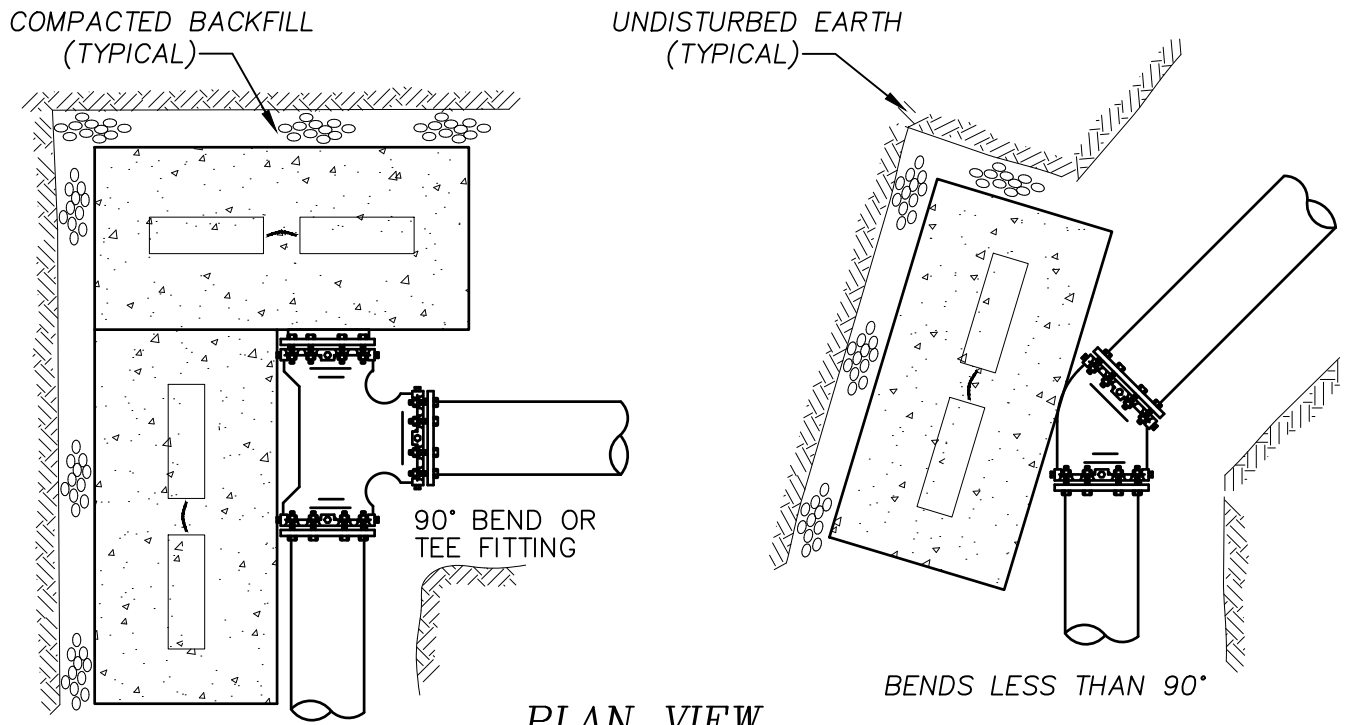 COMPACTED BACKFILL
(TYPICAL)
UNDISTURBED EARTH
(TYPICAL)
90° BEND OR
TEE FITTING
BENDS LESS THAN 90°
PLAN VIEW